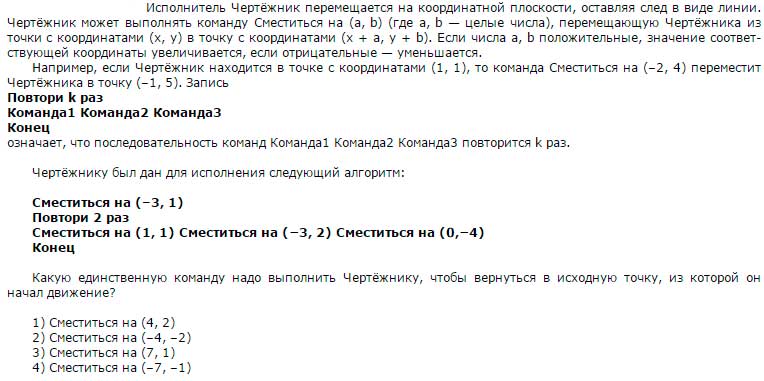 Исполнитель Чертёжник перемещается на координатной плоскости, оставляя след в виде линии.
Чертёжник может выполнять команду Сместиться на (a, b) (где a, b — целые числа), перемещающую Чертёжника из
точки с координатами (x, y) в точку с координатами (x + a, y + b). Если числа a, b положительные, значение соответ-
ствующей координаты увеличивается, если отрицательные — уменьшается.
Например, если Чертёжник находится в точке с координатами (1, 1), то команда Сместиться на (−2, 4) переместит
Чертёжника в точку (−1, 5). Запись
Повтори k раз
Команда1 Команда2 Команда3
Конец
означает, что последовательность команд Команда1 Команда2 Команда3 повторится k раз.
Чертёжнику был дан для исполнения следующий алгоритм:
Сместиться на (−3, 1)
Повтори 2 раз
Сместиться на (1, 1) Сместиться на (−3, 2) Сместиться на (0,−4)
Конец
Какую единственную команду надо выполнить Чертёжнику, чтобы вернуться в исходную точку, из которой он
начал движение?
1) Сместиться на (4, 2)
2) Сместиться на (−4, −2)
3) Сместиться на (7, 1)
4) Сместиться на (−7, −1)